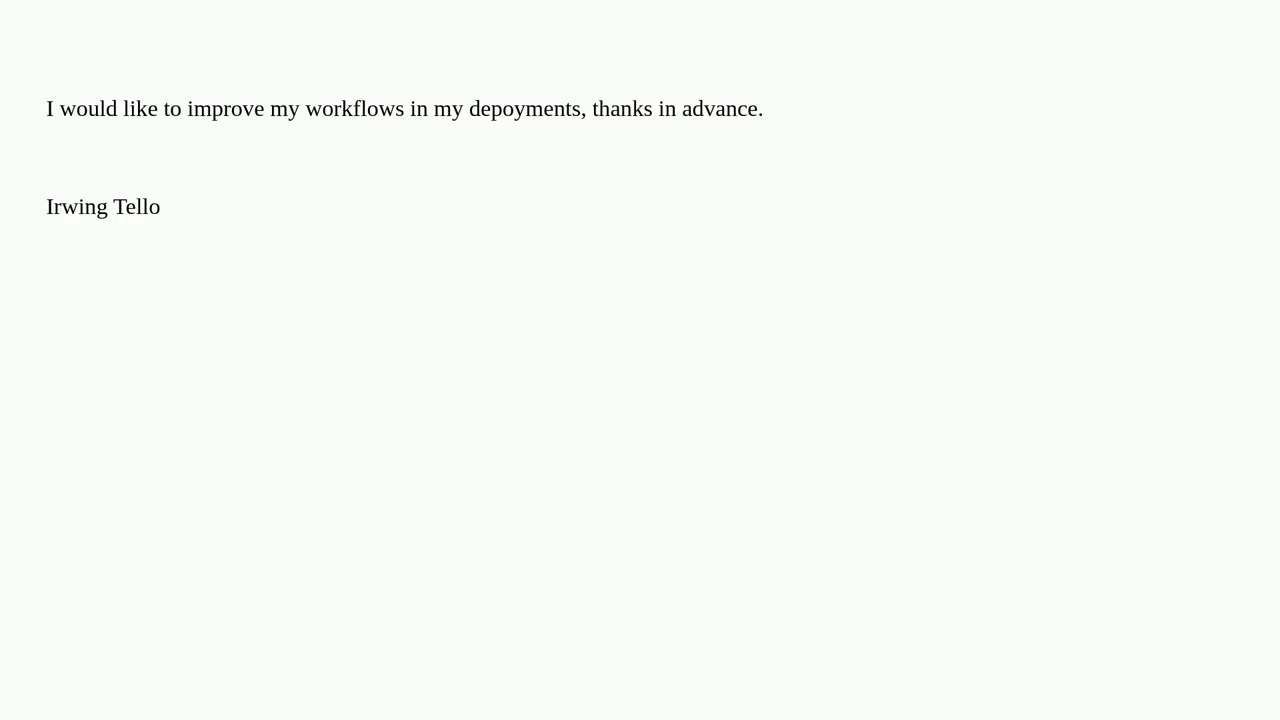 I would like to improve my workflows in my depoyments, thanks in advance.
Irwing Tello